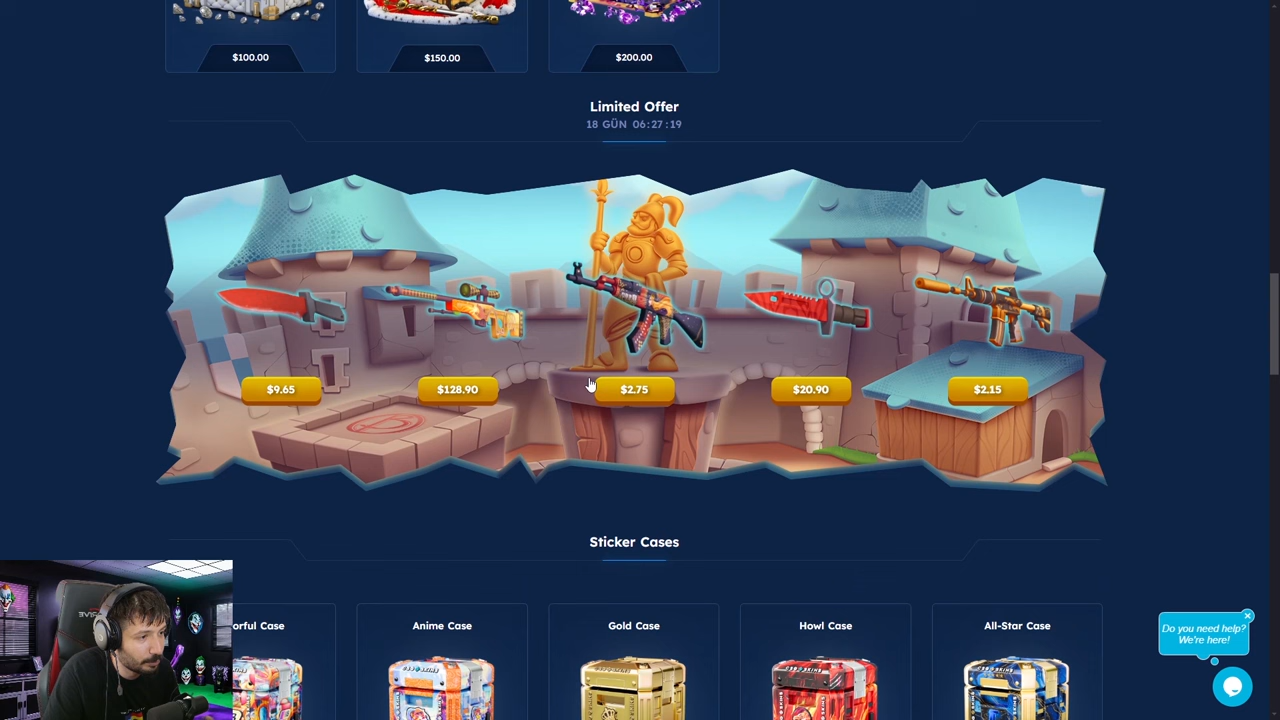 $100.00
$150.00
$200.00
Limited Offer
18 GÜN 06:27:19
$9.65
$128.90
$2.75
$20.90
$2.15
Sticker Cases
orful Case
Anime Case
Gold Case
Howl Case
All-Star Case
Do you need help?
We're here!